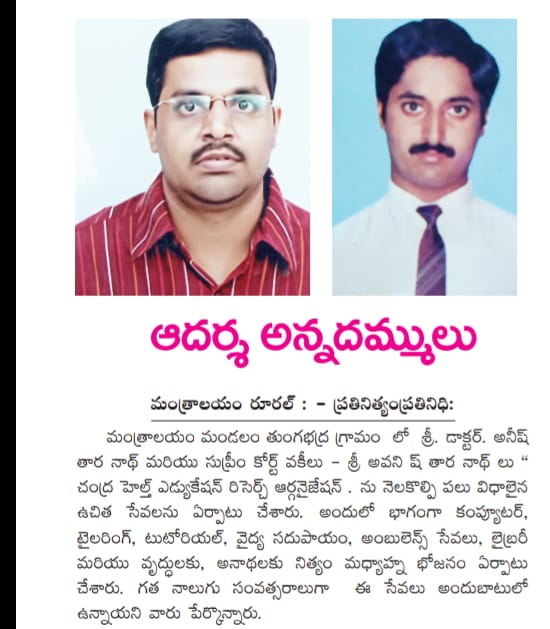 ఆదర్శ అన్నదమ్ములు
మంత్రాలయం రూరల్ : - ప్రతినిత్యంప్రతినిధి:
మంత్రాలయం మండలం తుంగభద్ర గ్రామం లో శ్రీ. డాక్టర్. అనీష్
తార నాథ్ మరియు సుప్రీం కోర్ట్ వకీలు - శ్రీ అవని ష్ తార నాథ్ లు "
చంద్ర హెల్త్ ఎడ్యుకేషన్ రిసెర్చ్ ఆర్గనైజేషన్ . ను నెలకొల్పి పలు విధాలైన
ఉచిత సేవలను ఏర్పాటు చేశారు. అందులో భాగంగా కంప్యూటర్,
టైలరింగ్, టుటోరియల్, వైద్య సదుపాయం, అంబులెన్స్ సేవలు, లైబ్రరీ
మరియు వృద్ధులకు, అనాథలకు నిత్యం మధ్యాహ్న భోజనం ఏర్పాటు
చేశారు. గత నాలుగు సంవత్సరాలుగా ఈ సేవలు అందుబాటులో
ఉన్నాయని వారు పేర్కొన్నారు.